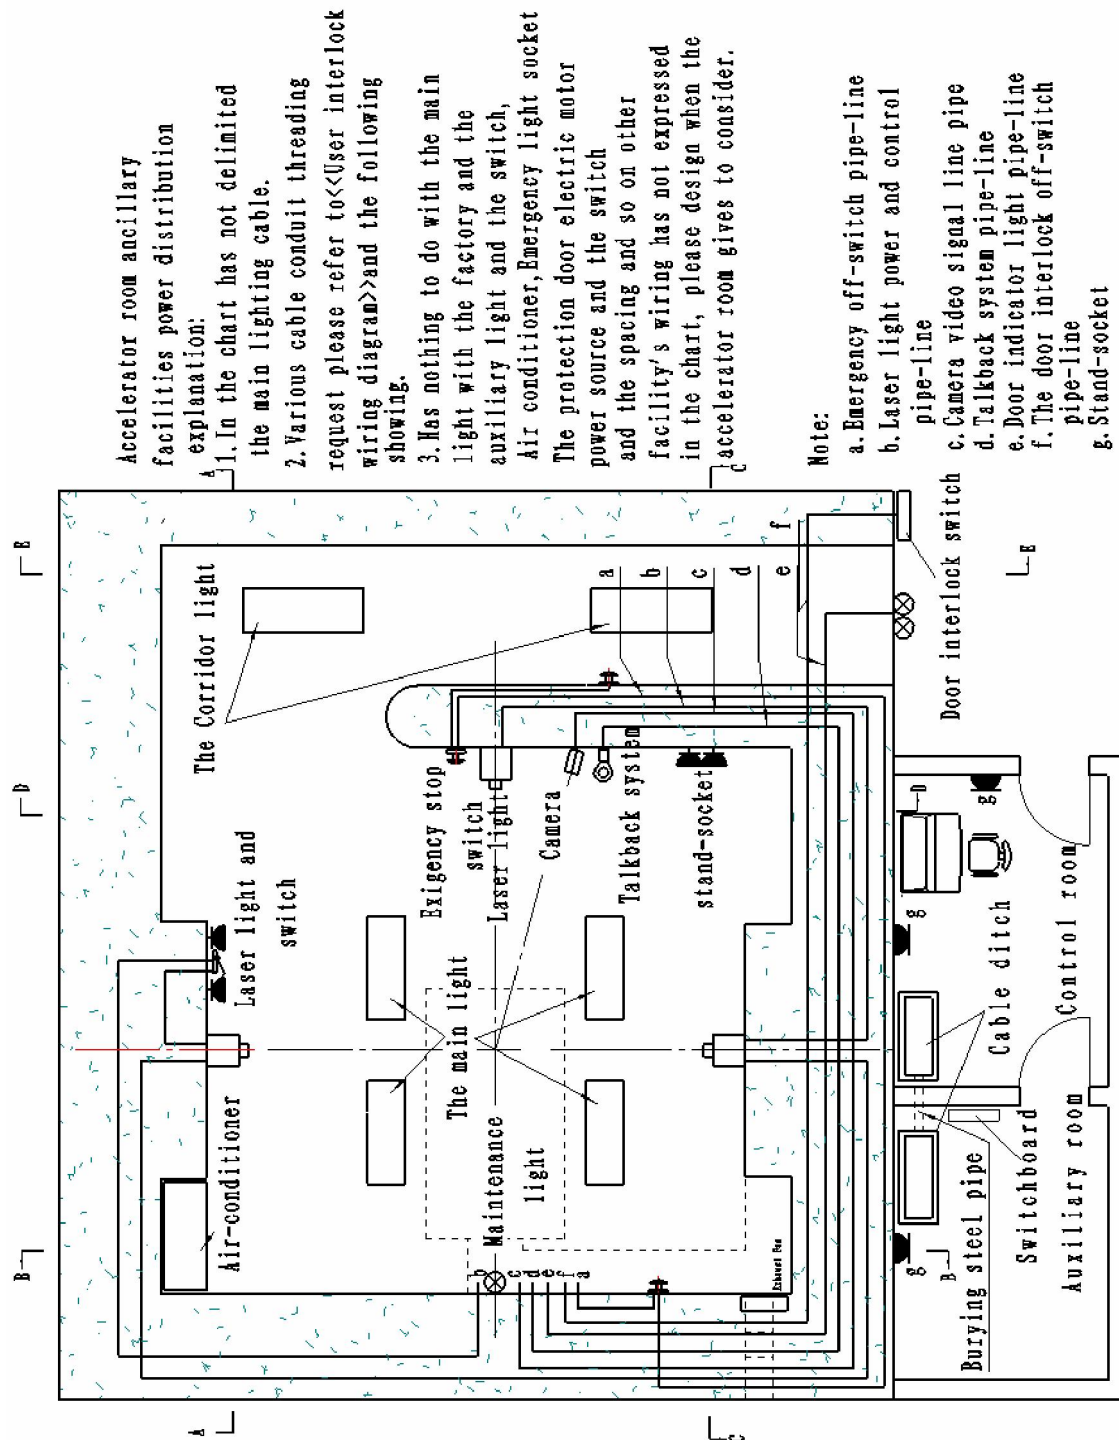 Accelerator room ancillary
facilities power distribution
explanation:
1. In the chart has not delimited
the main lighting cable.
2. Various cable conduit threading
request please refer to<<User interlock
wiring diagram>>and the following
showing.
3. Has nothing to do with the main
light with the factory and the
auxiliary light and the switch,
Air conditioner, Emergency light socket
The protection door electric motor
power source and the switch
and the spacing and so on other
facility's wiring has not expressed
in the chart, please design when the
accelerator room gives to consider.
Note:
a. Emergency off-switch pipe-line
b. Laser light power and control
pipe-line
c. Camera video signal line pipe
d. Talkback system pipe-line
e. Door indicator light pipe-line
f. The door interlock off-switch
pipe-line
g. Stand-socket
B
D
E
A
A
C
C
The Corridor light
Laser light and
switch
Air-conditioner
Exigency stop
switch
Laser light
The main light
Camera
Maintenance
light
Talkback system
stand-socket
a
b
c
d
e
f
b
c
d
e
f
a
Exhaust Fan
Door interlock switch
g
g
g
D
B
E
Cable ditch
Control room
Burying steel pipe
Switchboard
Auxiliary room